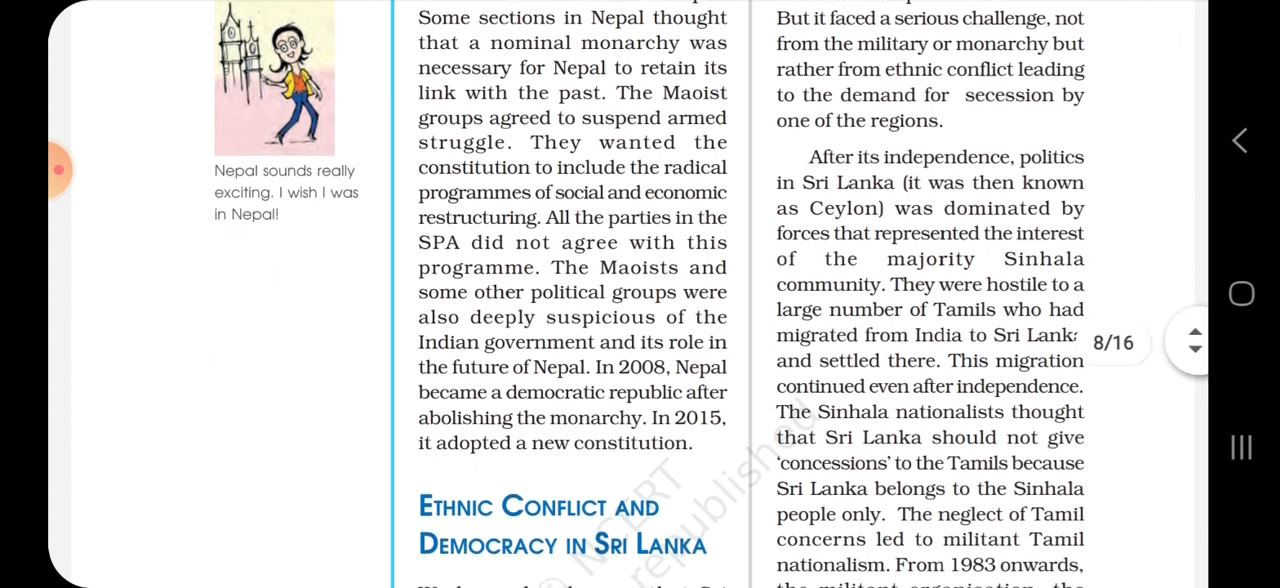 Nepal sounds really
exciting. I wish I was
in Nepal!
Some sections in Nepal thought
that a nominal monarchy was
necessary for Nepal to retain its
link with the past. The Maoist
groups agreed to suspend armed
struggle. They wanted the
constitution to include the radical
programmes of social and economic
restructuring. All the parties in the
SPA did not agree with this
programme. The Maoists and
some other political groups were
also deeply suspicious of the
Indian government and its role in
the future of Nepal. In 2008, Nepal
became a democratic republic after
abolishing the monarchy. In 2015,
it adopted a new constitution.
ETHNIC CONFLICT AND
DEMOCRACY IN SRI LANKA
But it faced a serious challenge, not
from the military or monarchy but
rather from ethnic conflict leading
to the demand for secession by
one of the regions.
After its independence, politics
in Sri Lanka (it was then known
as Ceylon) was dominated by
forces that represented the interest
of the majority Sinhala
community. They were hostile to a
large number of Tamils who had
migrated from India to Sri Lank
and settled there. This migration
continued even after independence.
The Sinhala nationalists thought
that Sri Lanka should not give
‘concessions’ to the Tamils because
Sri Lanka belongs to the Sinhala
people only. The neglect of Tamil
concerns led to militant Tamil
nationalism. From 1983 onwards,
the militant organisation, the
8/16
© NCERT
republished